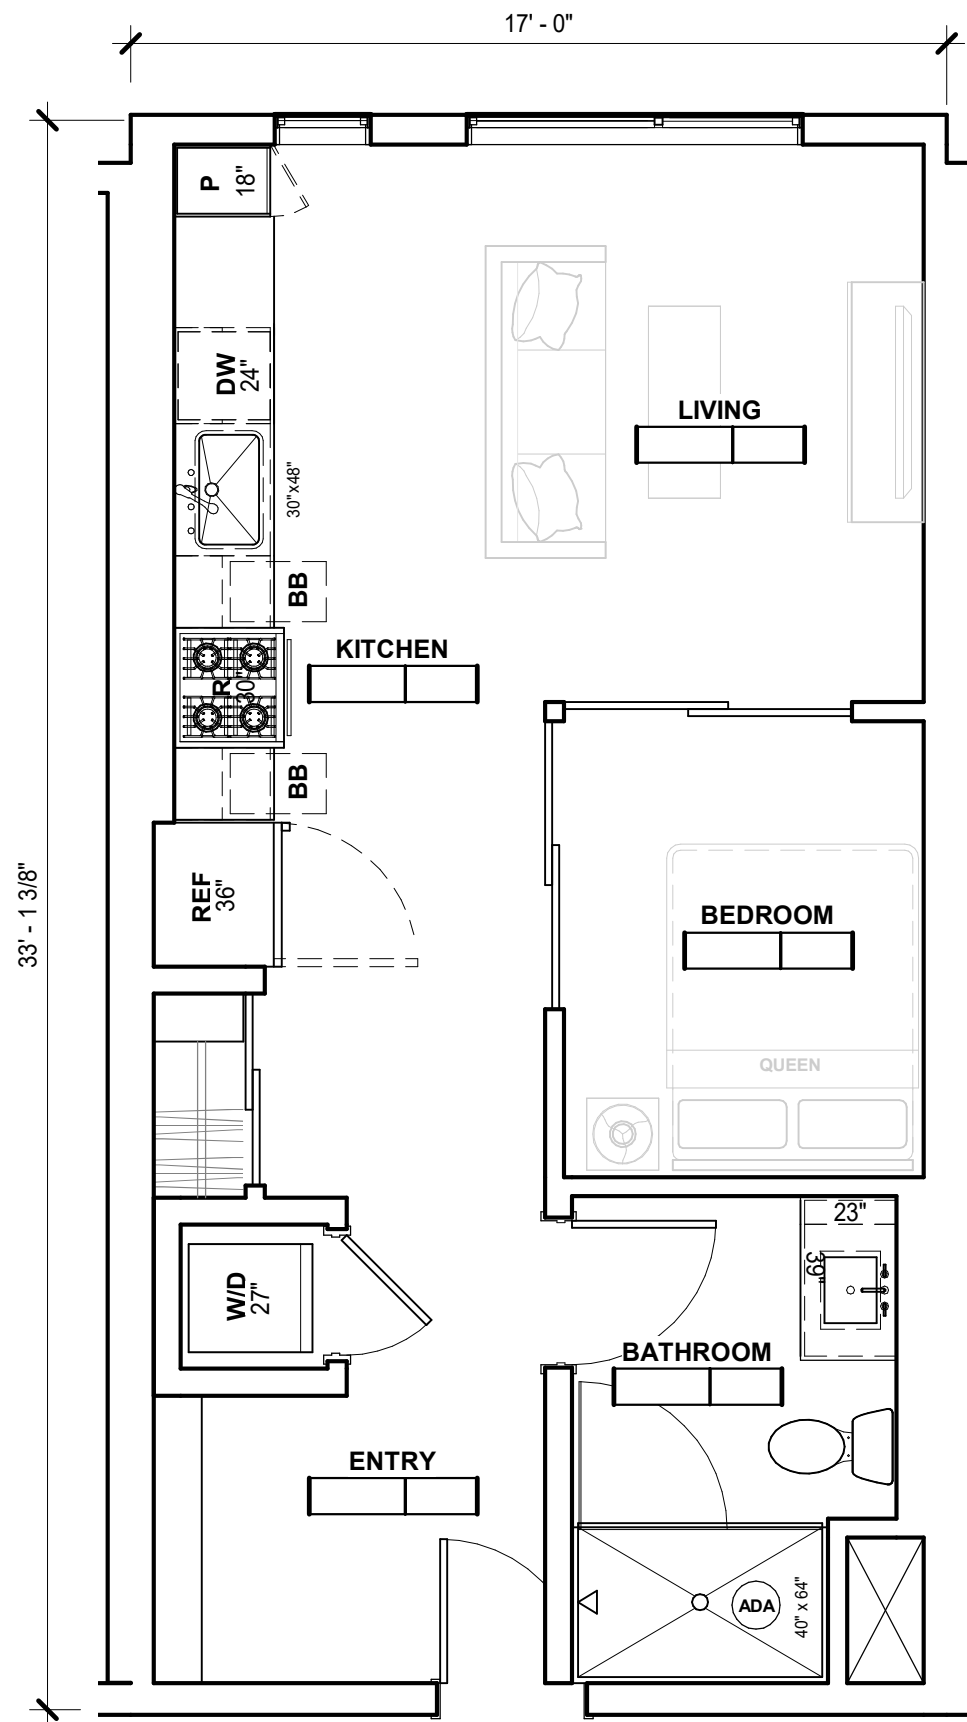 17' - 0"
33' - 1 3/8"
P
18"
DW
24"
30"x48"
LIVING
BB
KITCHEN
R
30"
BB
REF
36"
BEDROOM
QUEEN
W/D
27"
23"
39"
BATHROOM
ENTRY
ADA
40" x 64"